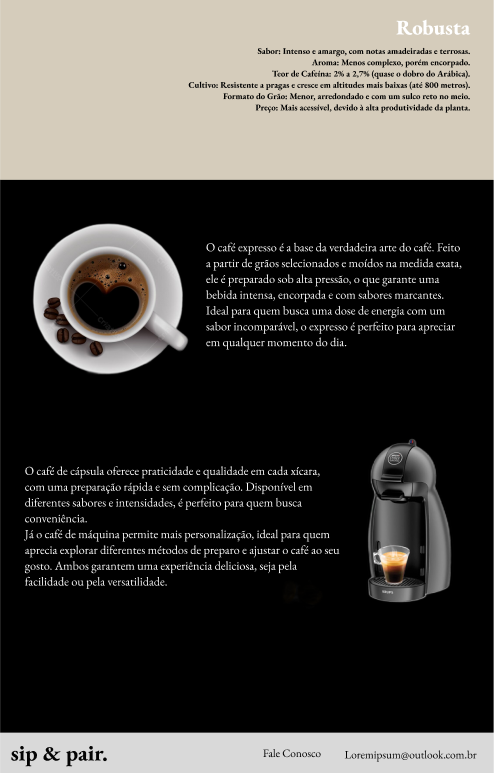 Robusta
Sabor: Intenso e amargo, com notas amadeiradas e terrosas.
Aroma: Menos complexo, porém encorpado.
Teor de Cafeína: 2% a 2,7% (quase o dobro do Arábica).
Cultivo: Resistente a pragas e cresce em altitudes mais baixas (até 800 metros).
Formato do Grão: Menor, arredondado e com um sulco reto no meio.
Preço: Mais acessível, devido à alta produtividade da planta.
O café expresso é a base da verdadeira arte do café. Feito
a partir de grãos selecionados e moídos na medida exata,
ele é preparado sob alta pressão, o que garante uma
bebida intensa, encorpada e com sabores marcantes.
Ideal para quem busca uma dose de energia com um
sabor incomparável, o expresso é perfeito para apreciar
em qualquer momento do dia.
O café de cápsula oferece praticidade e qualidade em cada xícara,
com uma preparação rápida e sem complicação. Disponível em
diferentes sabores e intensidades, é perfeito para quem busca
conveniência.
Já o café de máquina permite mais personalização, ideal para quem
aprecia explorar diferentes métodos de preparo e ajustar o café ao seu
gosto. Ambos garantem uma experiência deliciosa, seja pela
facilidade ou pela versatilidade.
KRUPS
sip & pair.
Fale Conosco
Loremipsum@outlook.com.br